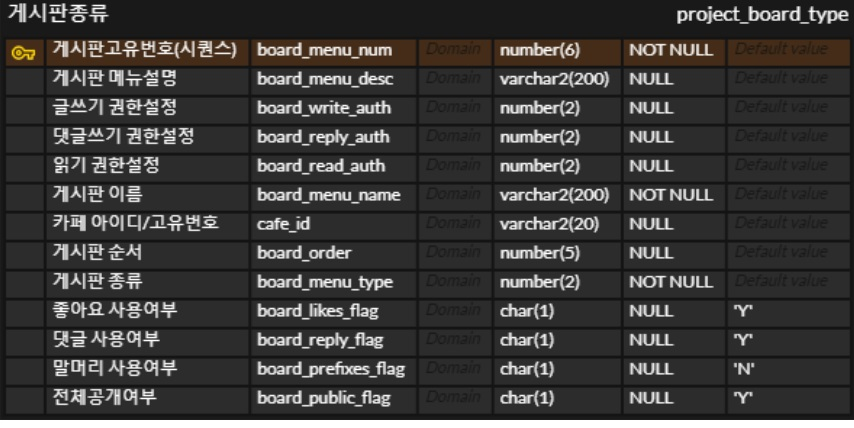 게시판종류 project_board_type
게시판고유번호(시퀀스) board_menu_num Domain number(6) NOT NULL Default value
게시판 메뉴설명 board_menu_desc Domain varchar2(200) NULL Default value
글쓰기 권한설정 board_write_auth Domain number(2) NULL Default value
댓글쓰기 권한설정 board_reply_auth Domain number(2) NULL Default value
읽기 권한설정 board_read_auth Domain number(2) NULL Default value
게시판 이름 board_menu_name Domain varchar2(200) NOT NULL Default value
카페 아이디/고유번호 cafe_id Domain varchar2(20) NULL Default value
게시판 순서 board_order Domain number(5) NULL Default value
게시판 종류 board_menu_type Domain number(2) NOT NULL Default value
좋아요 사용여부 board_likes_flag Domain char(1) NULL 'Y'
댓글 사용여부 board_reply_flag Domain char(1) NULL 'Y'
말머리 사용여부 board_prefixes_flag Domain char(1) NULL 'N'
전체공개여부 board_public_flag Domain char(1) NULL 'Y'